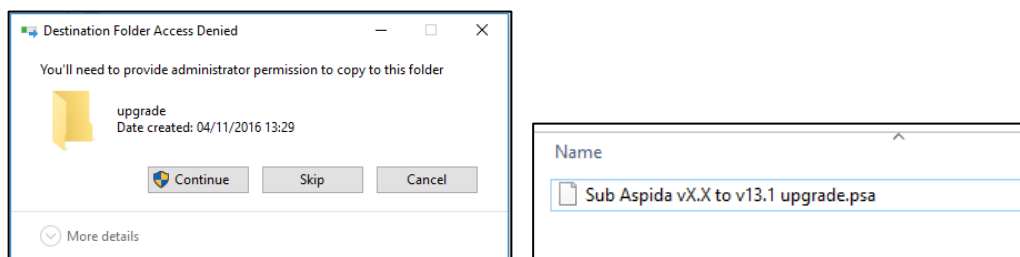 Destination Folder Access Denied
You'll need to provide administrator permission to copy to this folder
upgrade
Date created: 04/11/2016 13:29
Continue
Skip
Cancel
More details
Name
Sub Aspida vX.X to v13.1 upgrade.psa